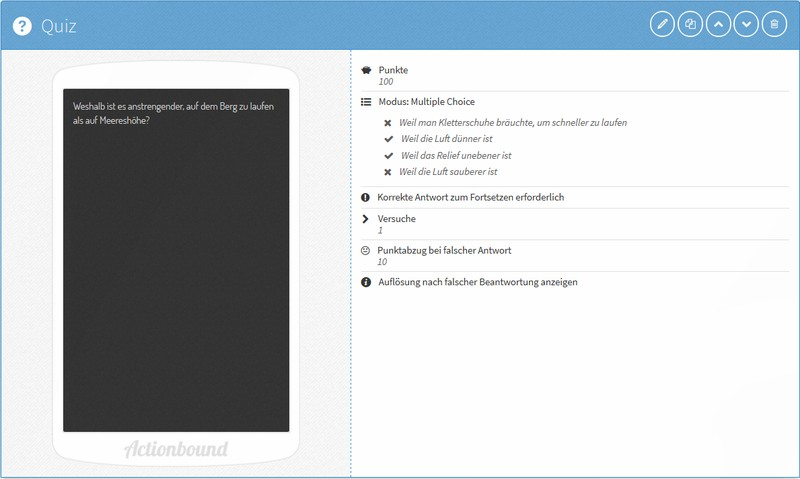 Quiz
Weshalb ist es anstrengender, auf dem Berg zu laufen
als auf Meereshöhe?
Actionbound
Punkte
100
Modus: Multiple Choice
Weil man Kletterschuhe bräuchte, um schneller zu laufen
Weil die Luft dünner ist
Weil das Relief unebener ist
Weil die Luft sauberer ist
Korrekte Antwort zum Fortsetzen erforderlich
Versuche
1
Punktabzug bei falscher Antwort
10
Auflösung nach falscher Beantwortung anzeigen